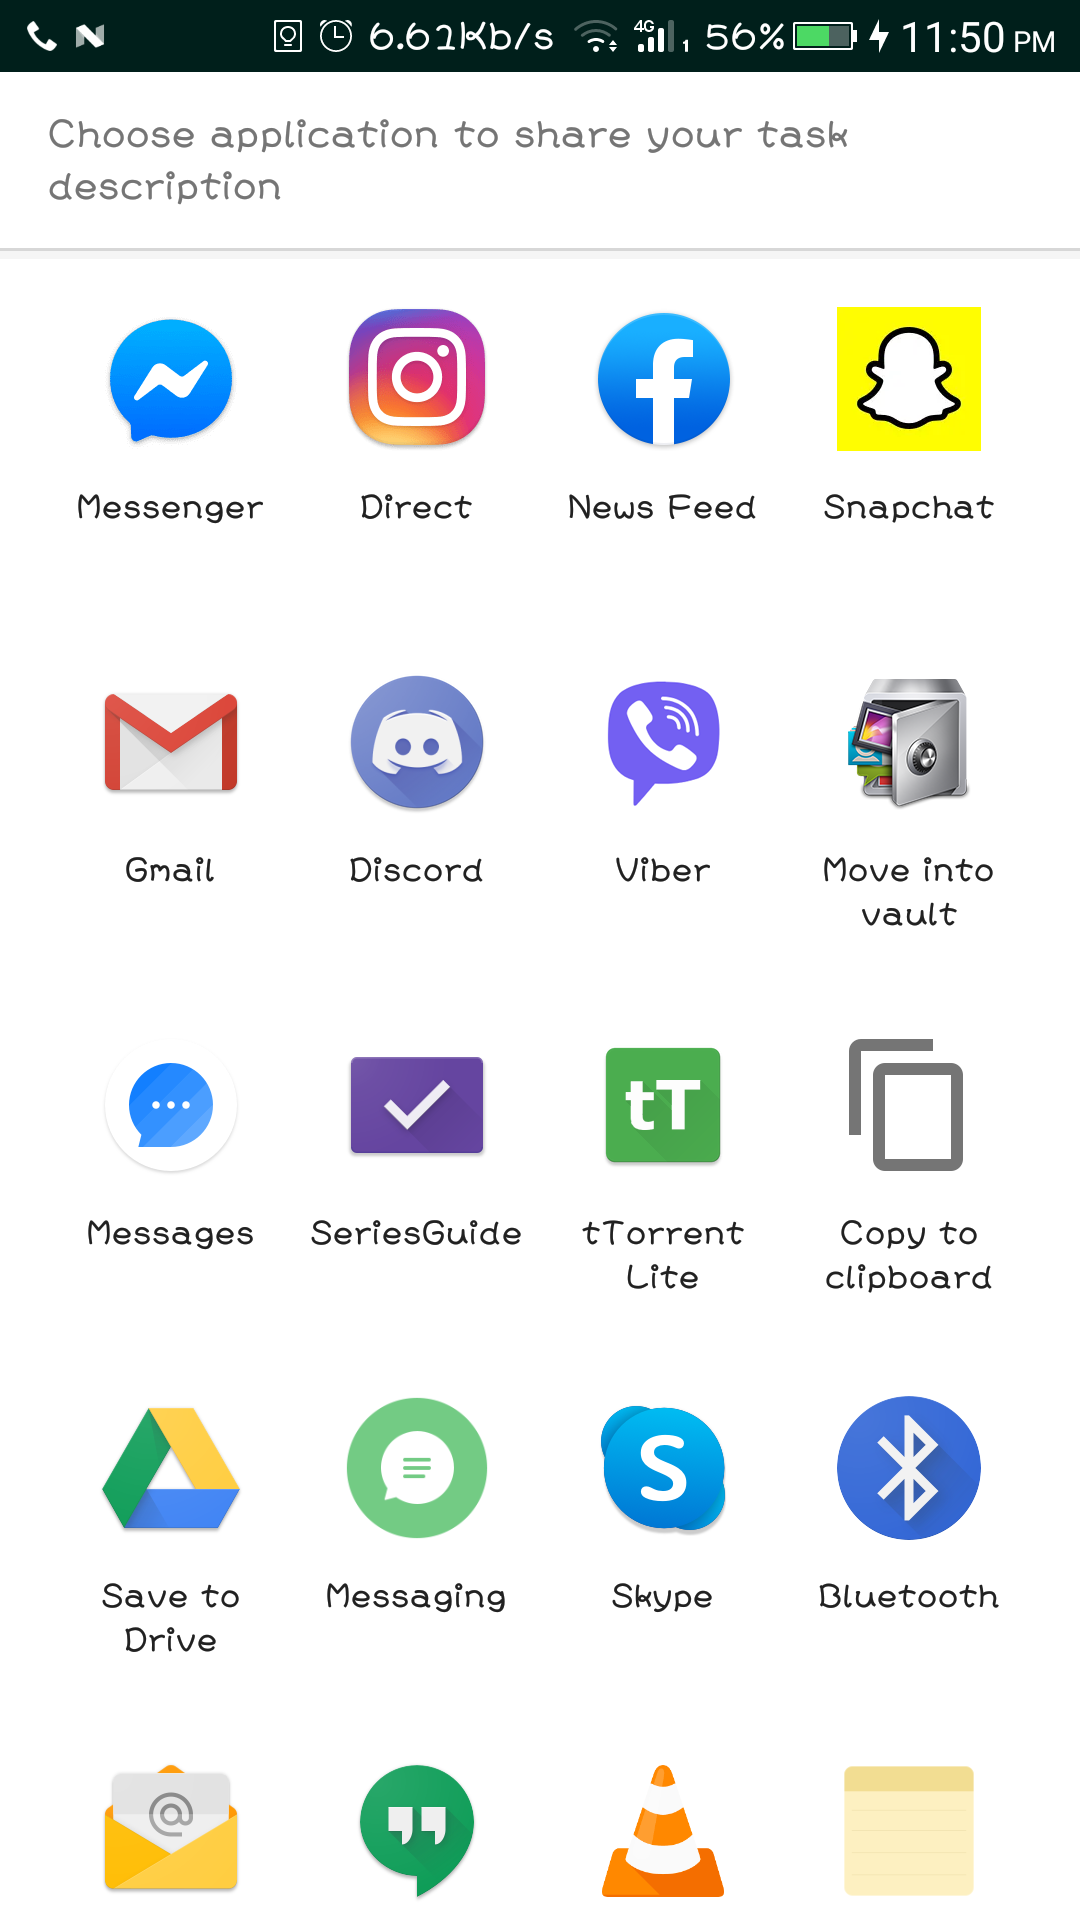 6.62Kb/s 4G 1 56% 11:50 PM
Choose application to share your task
description
Messenger Direct News Feed Snapchat
Gmail Discord Viber Move into
vault
tT
Messages SeriesGuide tTorrent Copy to
Lite clipboard
S
Save to Messaging Skype Bluetooth
Drive
@